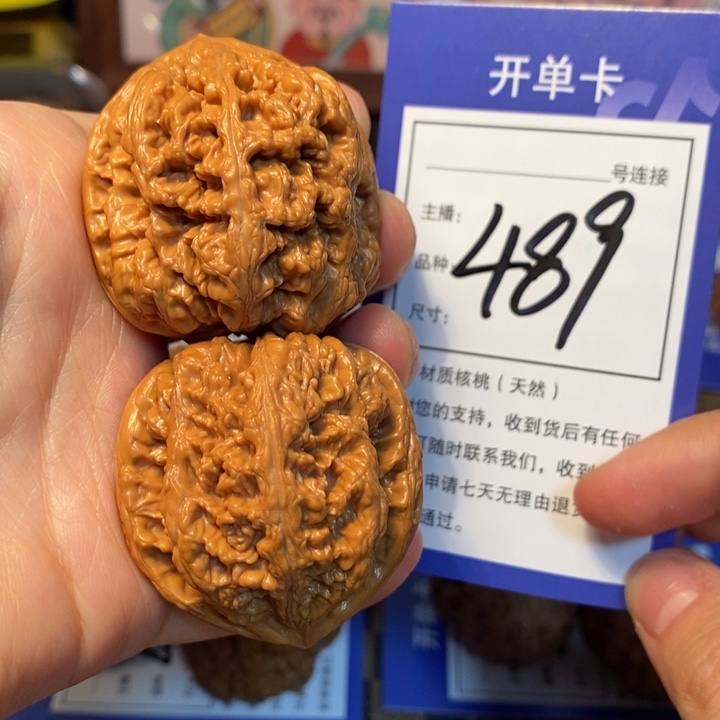 开单卡
号连接
主播：
489
品种
尺寸：
材质核桃（天然）
您的支持，收到货后有任何
随时联系我们，收到
申请七天无理由退
通过。